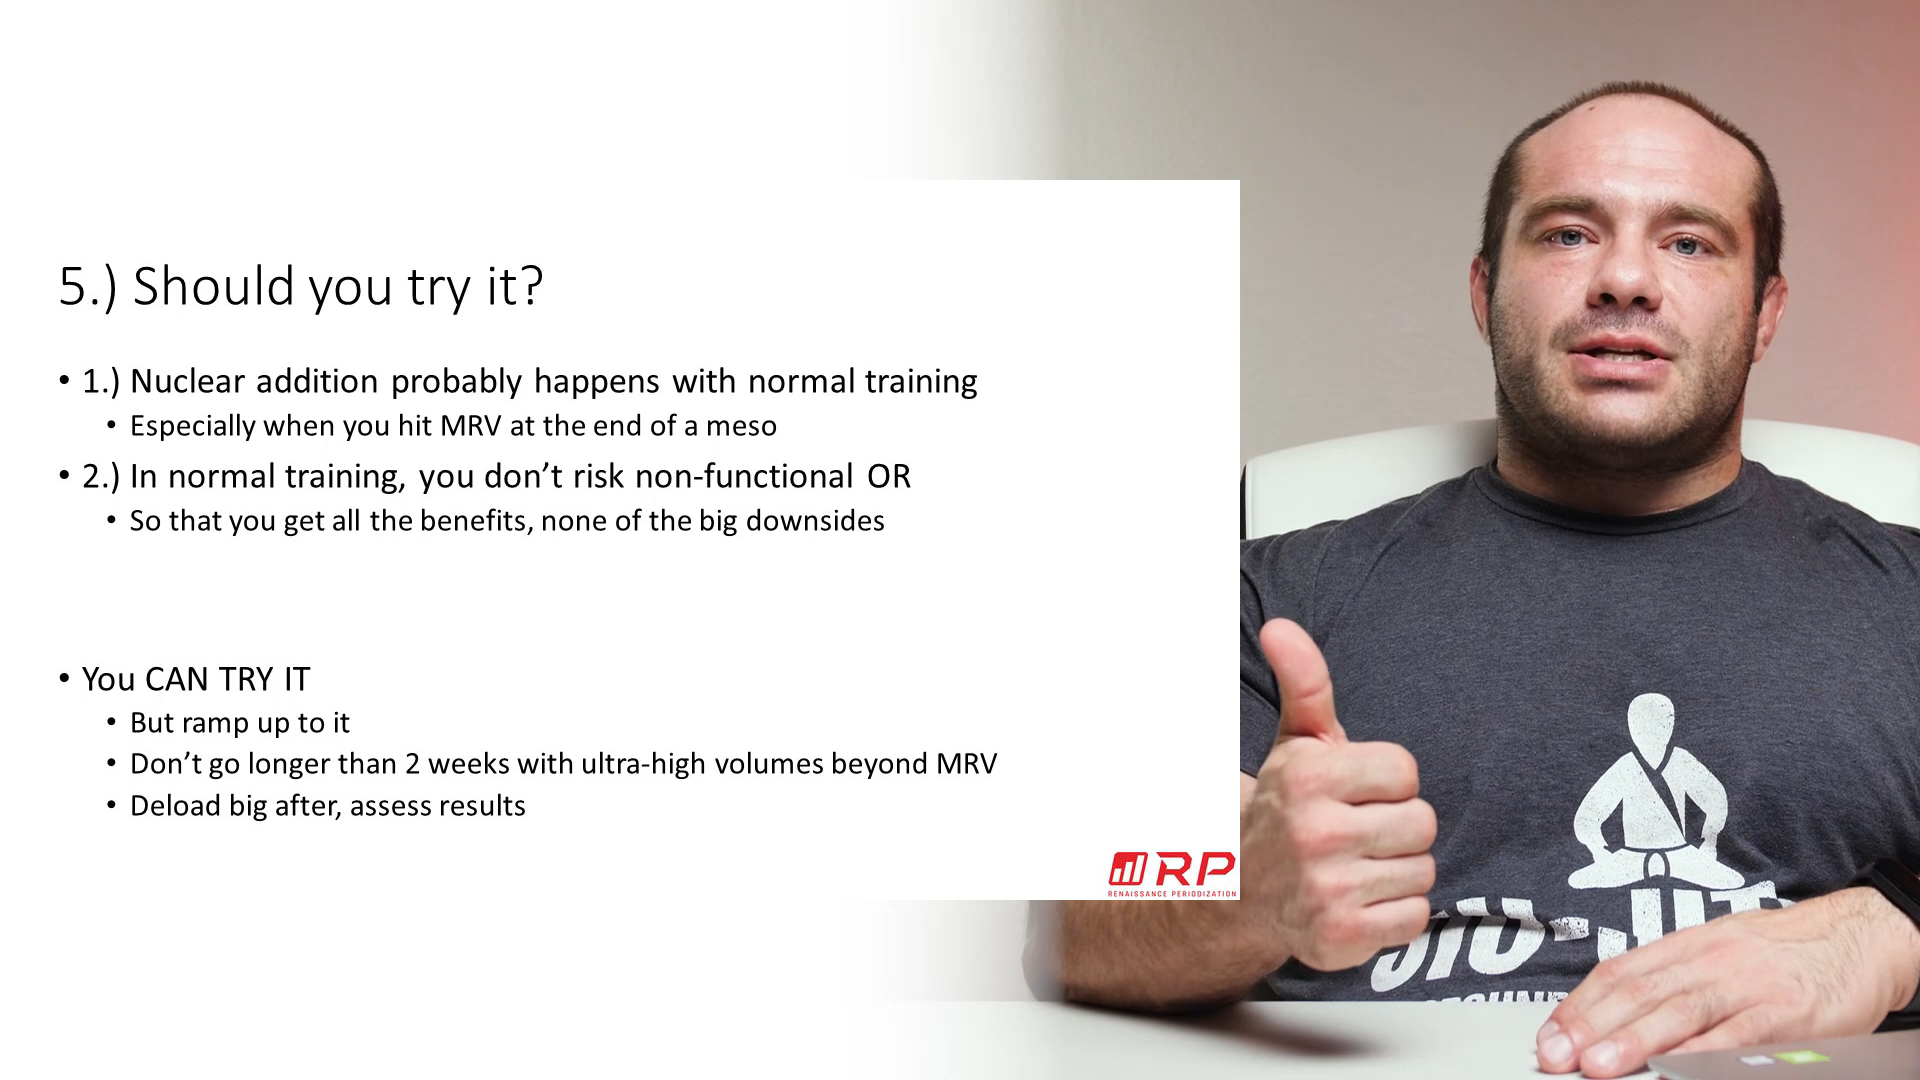 5.) Should you try it?
• 1.) Nuclear addition probably happens with normal training
• Especially when you hit MRV at the end of a meso
• 2.) In normal training, you don’t risk non-functional OR
• So that you get all the benefits, none of the big downsides
• You CAN TRY IT
• But ramp up to it
• Don’t go longer than 2 weeks with ultra-high volumes beyond MRV
• Deload big after, assess results
RP
RENAISSANCE PERIODIZATION
JIU-JIT